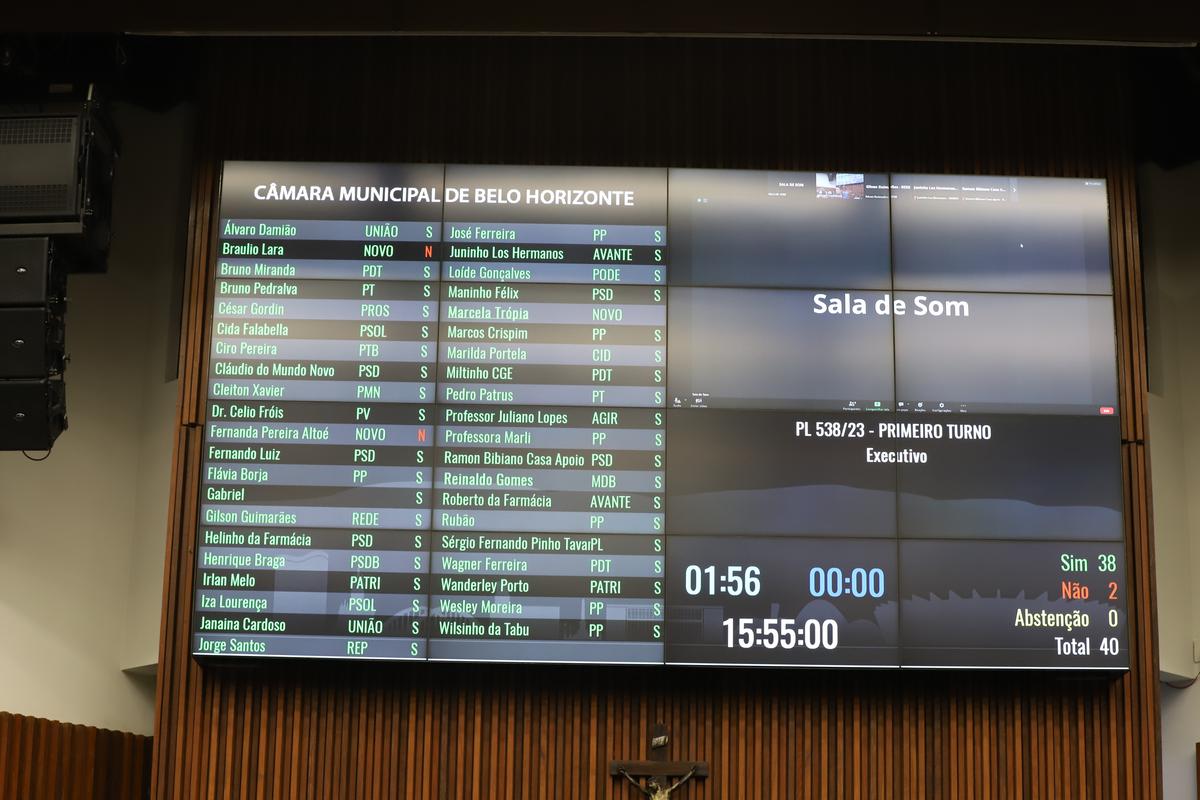 CÂMARA MUNICIPAL DE BELO HORIZONTE
Álvaro Damião UNIÃO S
Braulio Lara NOVO N
Bruno Miranda PDT S
Bruno Pedralva PT S
César Gordin PROS S
Cida Falabella PSOL S
Ciro Pereira PTB S
Cláudio do Mundo Novo PSD S
Cleiton Xavier PMN S
Dr. Celio Fróis PV S
Fernanda Pereira Altoé NOVO N
Fernando Luiz PSD S
Flávia Borja PP S
Gabriel S
Gilson Guimarães REDE S
Helinho da Farmácia PSD S
Henrique Braga PSDB S
Irlan Melo PATRI S
Iza Lourença PSOL S
Janaina Cardoso UNIÃO S
Jorge Santos REP S
José Ferreira PP S
Juninho Los Hermanos AVANTE S
Loíde Gonçalves PODE S
Maninho Félix PSD S
Marcela Trópia NOVO
Marcos Crispim PP S
Marilda Portela CID S
Miltinho CGE PDT S
Pedro Patrus PT S
Professor Juliano Lopes AGIR S
Professora Marli PP S
Ramon Bibiano Casa Apoio PSD S
Reinaldo Gomes MDB S
Roberto da Farmácia AVANTE S
Rubão PP S
Sérgio Fernando Pinho TavarPL S
Wagner Ferreira PDT S
Wanderley Porto PATRI S
Wesley Moreira PP S
Wilsinho da Tabu PP S
SALA DE SOM
Sala de Som
PL 538/23 - PRIMEIRO TURNO
Executivo
01:56 00:00
15:55:00
Sim 38
Não 2
Abstenção 0
Total 40